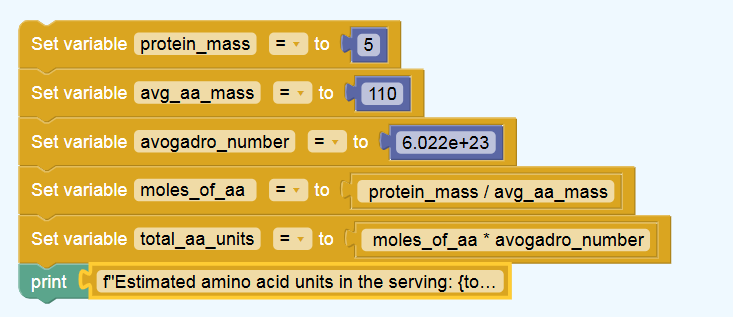 Set variable protein_mass = to 5
Set variable avg_aa_mass = to 110
Set variable avogadro_number = to 6.022e+23
Set variable moles_of_aa = to protein_mass / avg_aa_mass
Set variable total_aa_units = to moles_of_aa * avogadro_number
print f"Estimated amino acid units in the serving: {to...